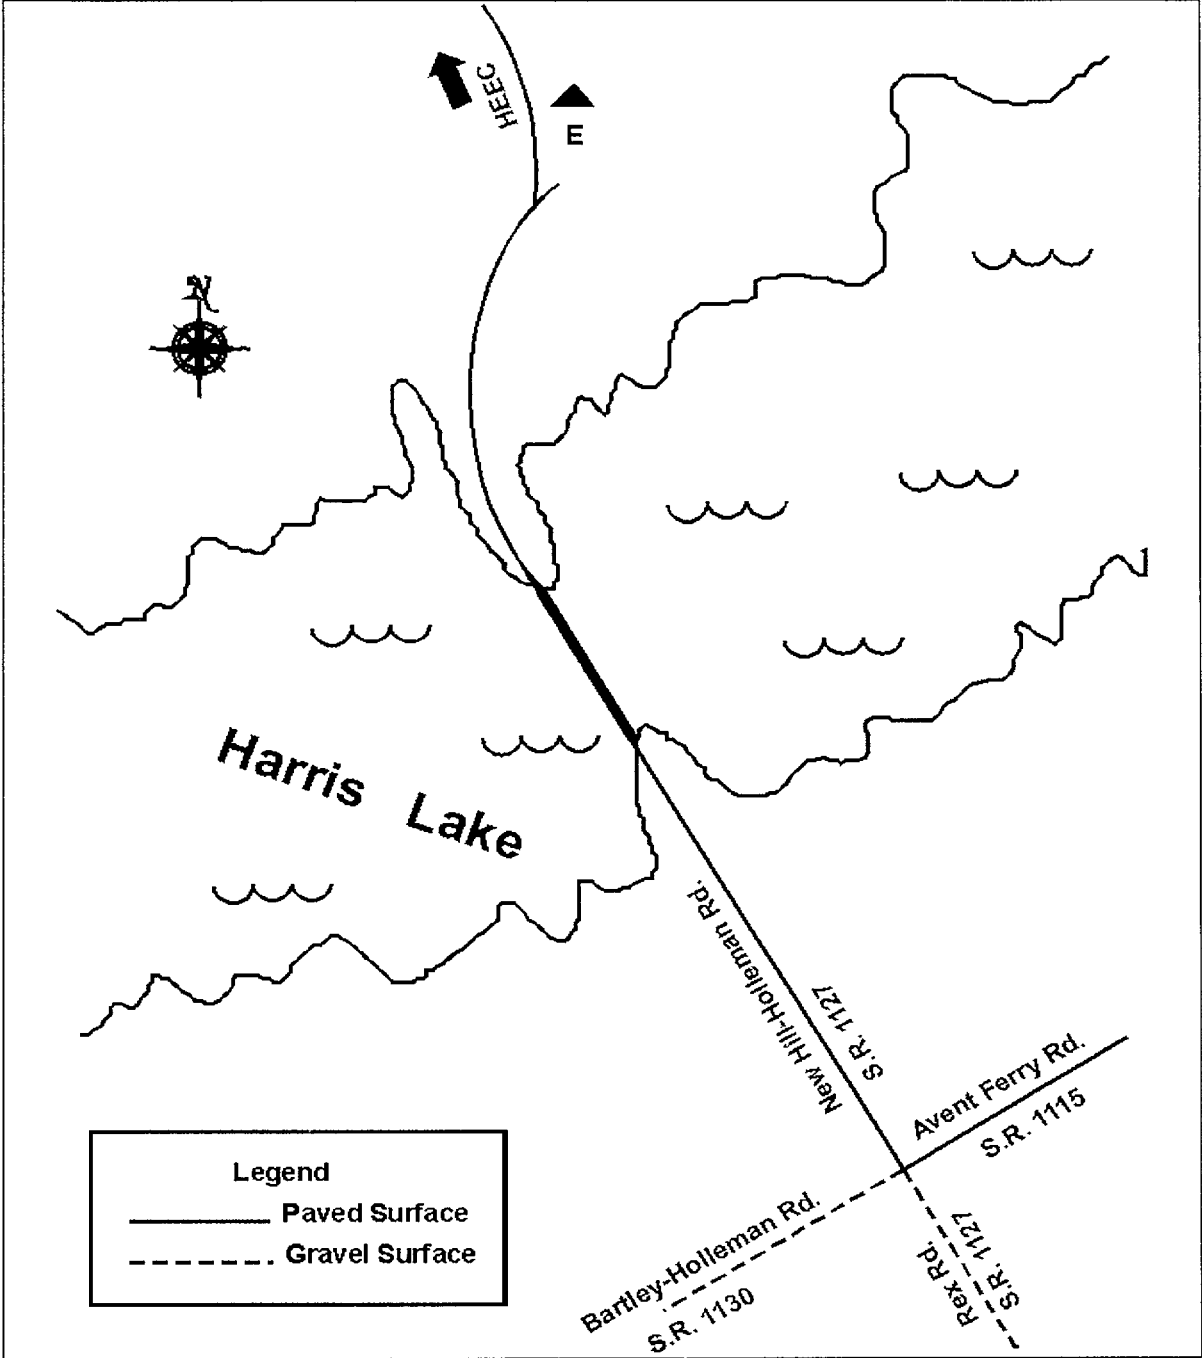 HEEC
E
N
Harris Lake
New Hill-Holleman Rd.
S.R. 1127
Avent Ferry Rd.
S.R. 1115
Bartley-Holleman Rd.
S.R. 1130
Rex Rd.
S.R. 1127
Legend
Paved Surface
Gravel Surface